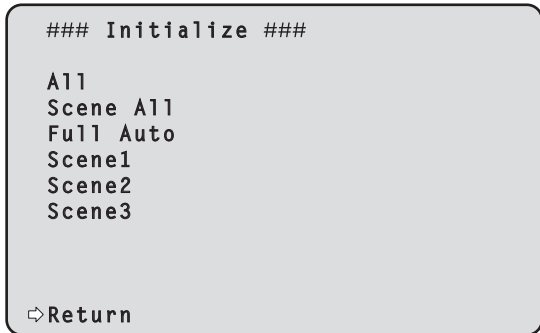 ### Initialize ###
All
Scene All
Full Auto
Scene1
Scene2
Scene3
⇨Return